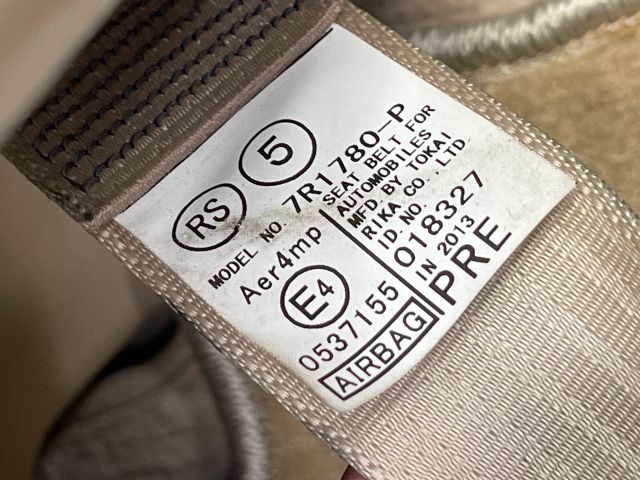 RS 5
MODEL NO. 7R1780-P
Aer4mp
E4
0537155
AIRBAG
SEAT BELT FOR
AUTOMOBILES
MFD.BY TOKAI
RIKA CO.,LTD
ID.NO.
018327
IN 2013
PRE